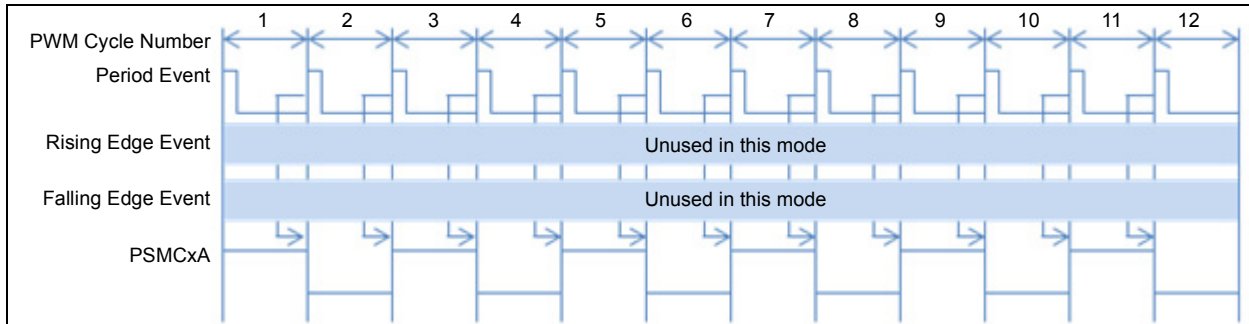 1 2 3 4 5 6 7 8 9 10 11 12
PWM Cycle Number
Period Event
Rising Edge Event Unused in this mode
Falling Edge Event Unused in this mode
PSMCxA